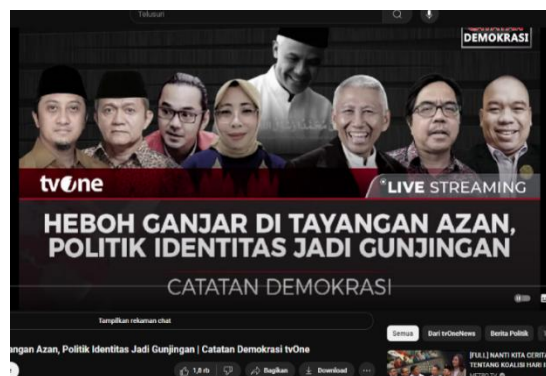 Telusuri
DEMOKRASI
tvOne
LIVE STREAMING
HEBOH GANJAR DI TAYANGAN AZAN,
POLITIK IDENTITAS JADI GUNJINGAN
CATATAN DEMOKRASI
Tampilkan rekaman chat
Semua
Dari tvOneNews
Berita Politik
angan Azan, Politik Identitas Jadi Gunjingan | Catatan Demokrasi tvOne
1,8 rb
Bagikan
Download
[FULL] NANTI KITA CERITA
TENTANG KOALISI HARI
METRO TV